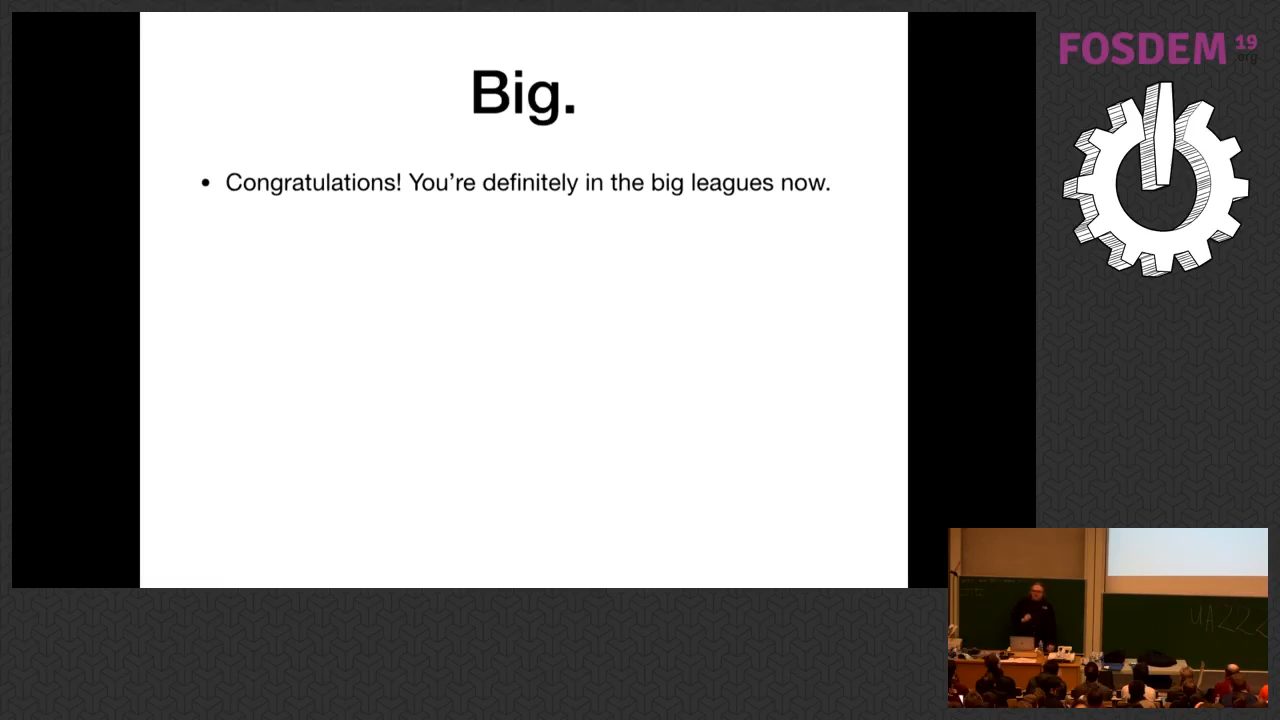 Big.
• Congratulations! You’re definitely in the big leagues now.
FOSDEM 19
.org